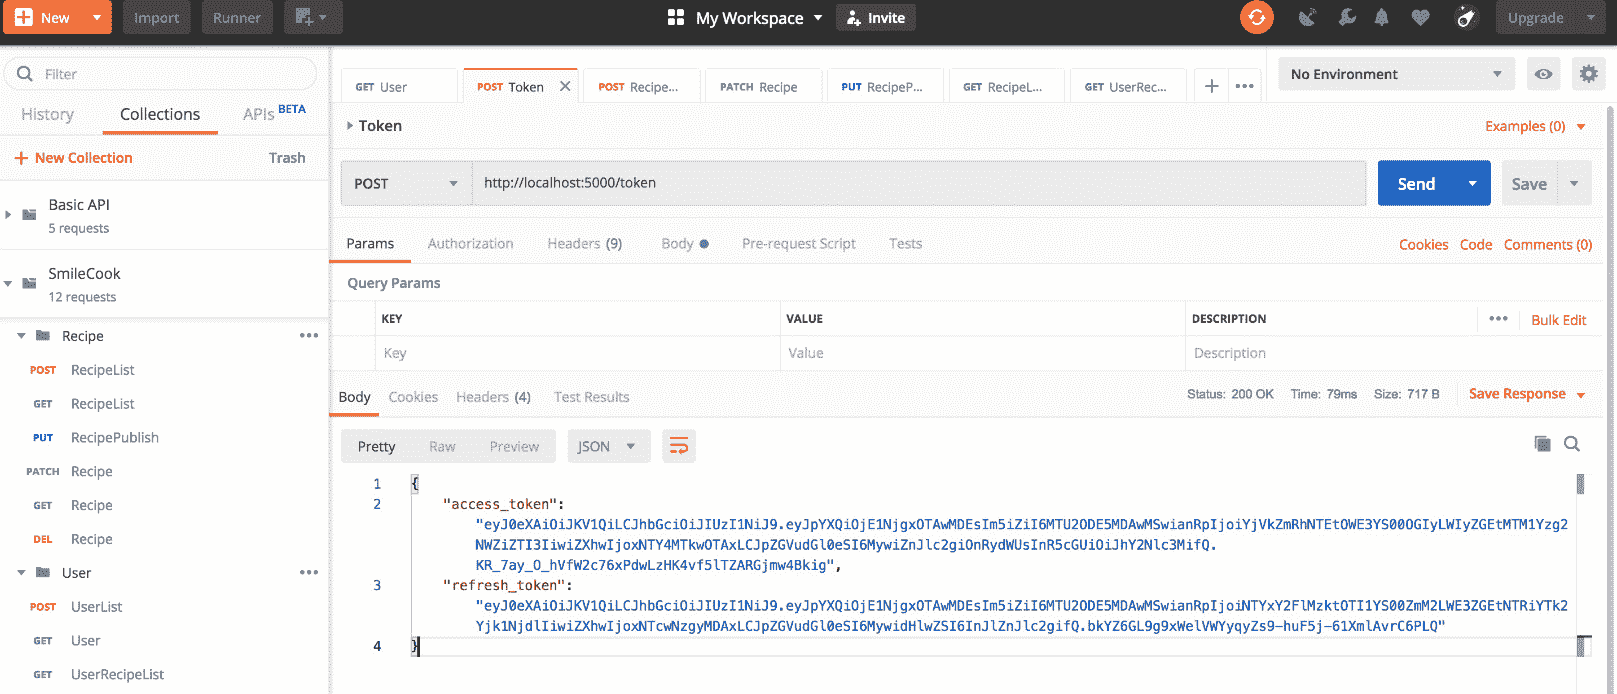 New Import Runner My Workspace Invite Upgrade
Filter
History Collections APIs BETA
+ New Collection Trash
Basic API
5 requests
SmileCook
12 requests
Recipe
POST RecipeList
GET RecipeList
PUT RecipePublish
PATCH Recipe
GET Recipe
DEL Recipe
User
POST UserList
GET User
GET UserRecipeList
GET User POST Token POST Recipe... PATCH Recipe PUT RecipeP... GET RecipeL... GET UserRec... + ••• No Environment
Token Examples (0)
POST http://localhost:5000/token Send Save
Params Authorization Headers (9) Body Pre-request Script Tests Cookies Code Comments (0)
Query Params
KEY VALUE DESCRIPTION ••• Bulk Edit
Key Value Description
Body Cookies Headers (4) Test Results Status: 200 OK Time: 79ms Size: 717 B Save Response
Pretty Raw Preview JSON
1 {
2 "access_token":
"eyJ0eXAiOiJKV1QiLCJhbGciOiJIUzI1NiJ9.eyJpYXQiOjE1NjgxOTAwMDEsIm5iZiI6MTU2ODE5MDAwMSwianRpIjoiYjVkZmRhNTEtOWE3YS00OGIyLWIyZGEtMTM1Yzg2
NWZiZTI3IiwiZXhwIjoxNTY4MTkwOTAxLCJpZGVudGl0eSI6MywiZnJlc2giOnRydWUsInR5cGUiOiJhY2Nlc3MifQ.
KR_7ay_O_hVfW2c76xPdwLzHK4vf5lTZARGjmw4Bkig",
3 "refresh_token":
"eyJ0eXAiOiJKV1QiLCJhbGciOiJIUzI1NiJ9.eyJpYXQiOjE1NjgxOTAwMDEsIm5iZiI6MTU2ODE5MDAwMSwianRpIjoiNTYxY2FlMzktOTI1YS00ZmM2LWE3ZGEtNTRiYTk2
Yjk1NjdlIiwiZXhwIjoxNTcwNzgyMDAxLCJpZGVudGl0eSI6MywidHlwZSI6InJlZnJlc2gifQ.bkYZ6GL9g9xWelVWYyqyZs9-huF5j-61XmlAvrC6PLQ"
4 }